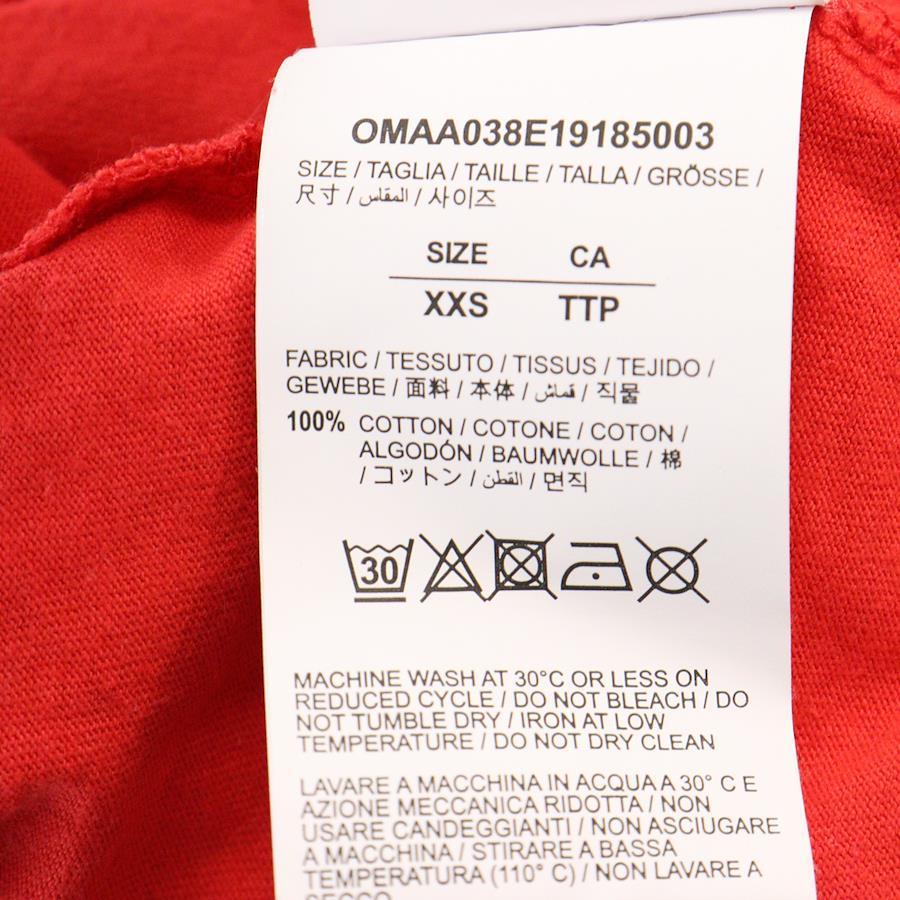 OMAA038E19185003
SIZE / TAGLIA / TAILLE / TALLA / GRÖSSE /
尺寸 / المقاس / 사이즈
SIZE CA
XXS TTP
FABRIC / TESSUTO / TISSUS / TEJIDO /
GEWEBE / 面料 / 本体 / قماش / 직물
100% COTTON / COTONE / COTON /
ALGODÓN / BAUMWOLLE / 棉
/ コットン / القطن / 면직
30
MACHINE WASH AT 30°C OR LESS ON
REDUCED CYCLE / DO NOT BLEACH / DO
NOT TUMBLE DRY / IRON AT LOW
TEMPERATURE / DO NOT DRY CLEAN
LAVARE A MACCHINA IN ACQUA A 30° C E
AZIONE MECCANICA RIDOTTA / NON
USARE CANDEGGIANTI / NON ASCIUGARE
A MACCHINA / STIRARE A BASSA
TEMPERATURA (110° C) / NON LAVARE A
SECCO